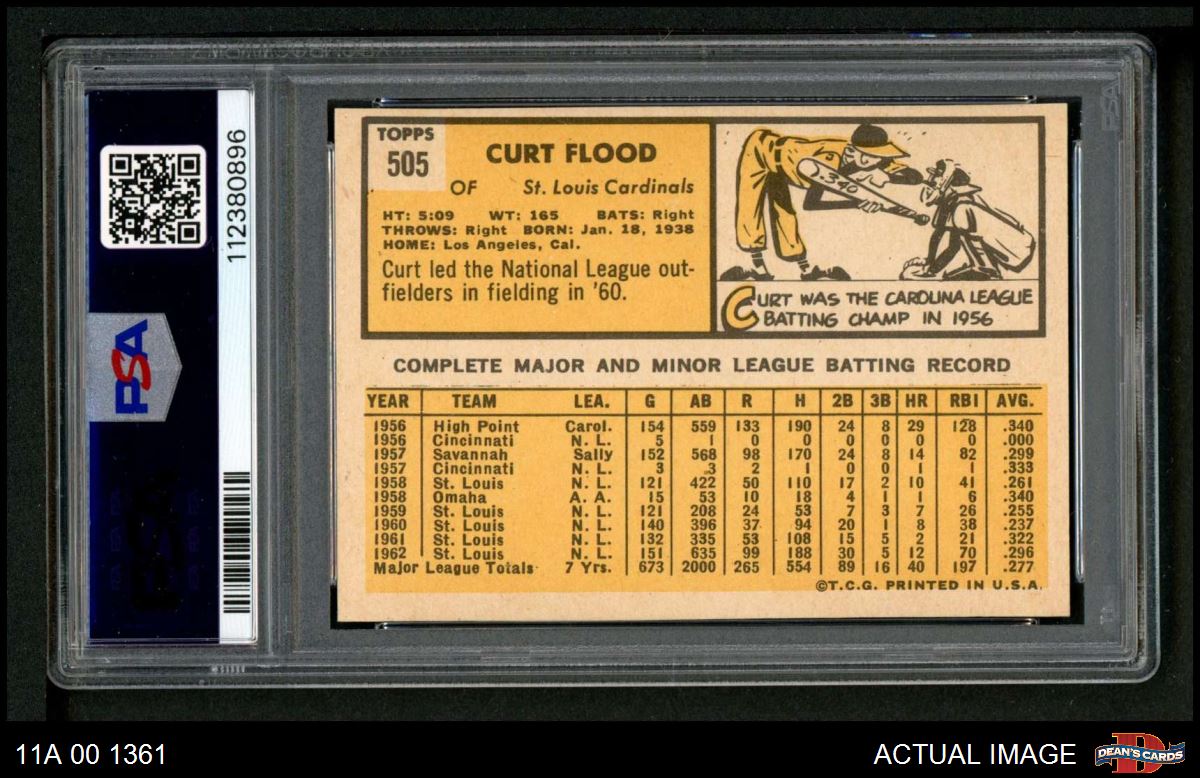 PSA
112380896
TOPPS
505
CURT FLOOD
OF St. Louis Cardinals
HT: 5:09 WT: 165 BATS: Right
THROWS: Right BORN: Jan. 18, 1938
HOME: Los Angeles, Cal.
Curt led the National League out-
fielders in fielding in '60.
.340
CURT WAS THE CAROLINA LEAGUE
BATTING CHAMP IN 1956
COMPLETE MAJOR AND MINOR LEAGUE BATTING RECORD
YEAR TEAM LEA. G AB R H 2B 3B HR RBI AVG.
1956 High Point Carol. 154 559 133 190 24 8 29 128 .340
1956 Cincinnati N. L. 5 1 0 0 0 0 0 0 .000
1957 Savannah Sally 152 568 98 170 24 8 14 82 .299
1957 Cincinnati N. L. 3 3 2 1 0 0 1 1 .333
1958 St. Louis N. L. 121 422 50 110 17 2 10 41 .261
1958 Omaha A. A. 15 53 10 18 4 1 1 6 .340
1959 St. Louis N. L. 121 208 24 53 7 3 7 26 .255
1960 St. Louis N. L. 140 396 37 94 20 1 8 38 .237
1961 St. Louis N. L. 132 335 53 108 15 5 2 21 .322
1962 St. Louis N. L. 151 635 99 188 30 5 12 70 .296
Major League Totals 7 Yrs. 673 2000 265 554 89 16 40 197 .277
©T.C.G. PRINTED IN U.S.A.
11A 00 1361
ACTUAL IMAGE
DEAN'S CARDS